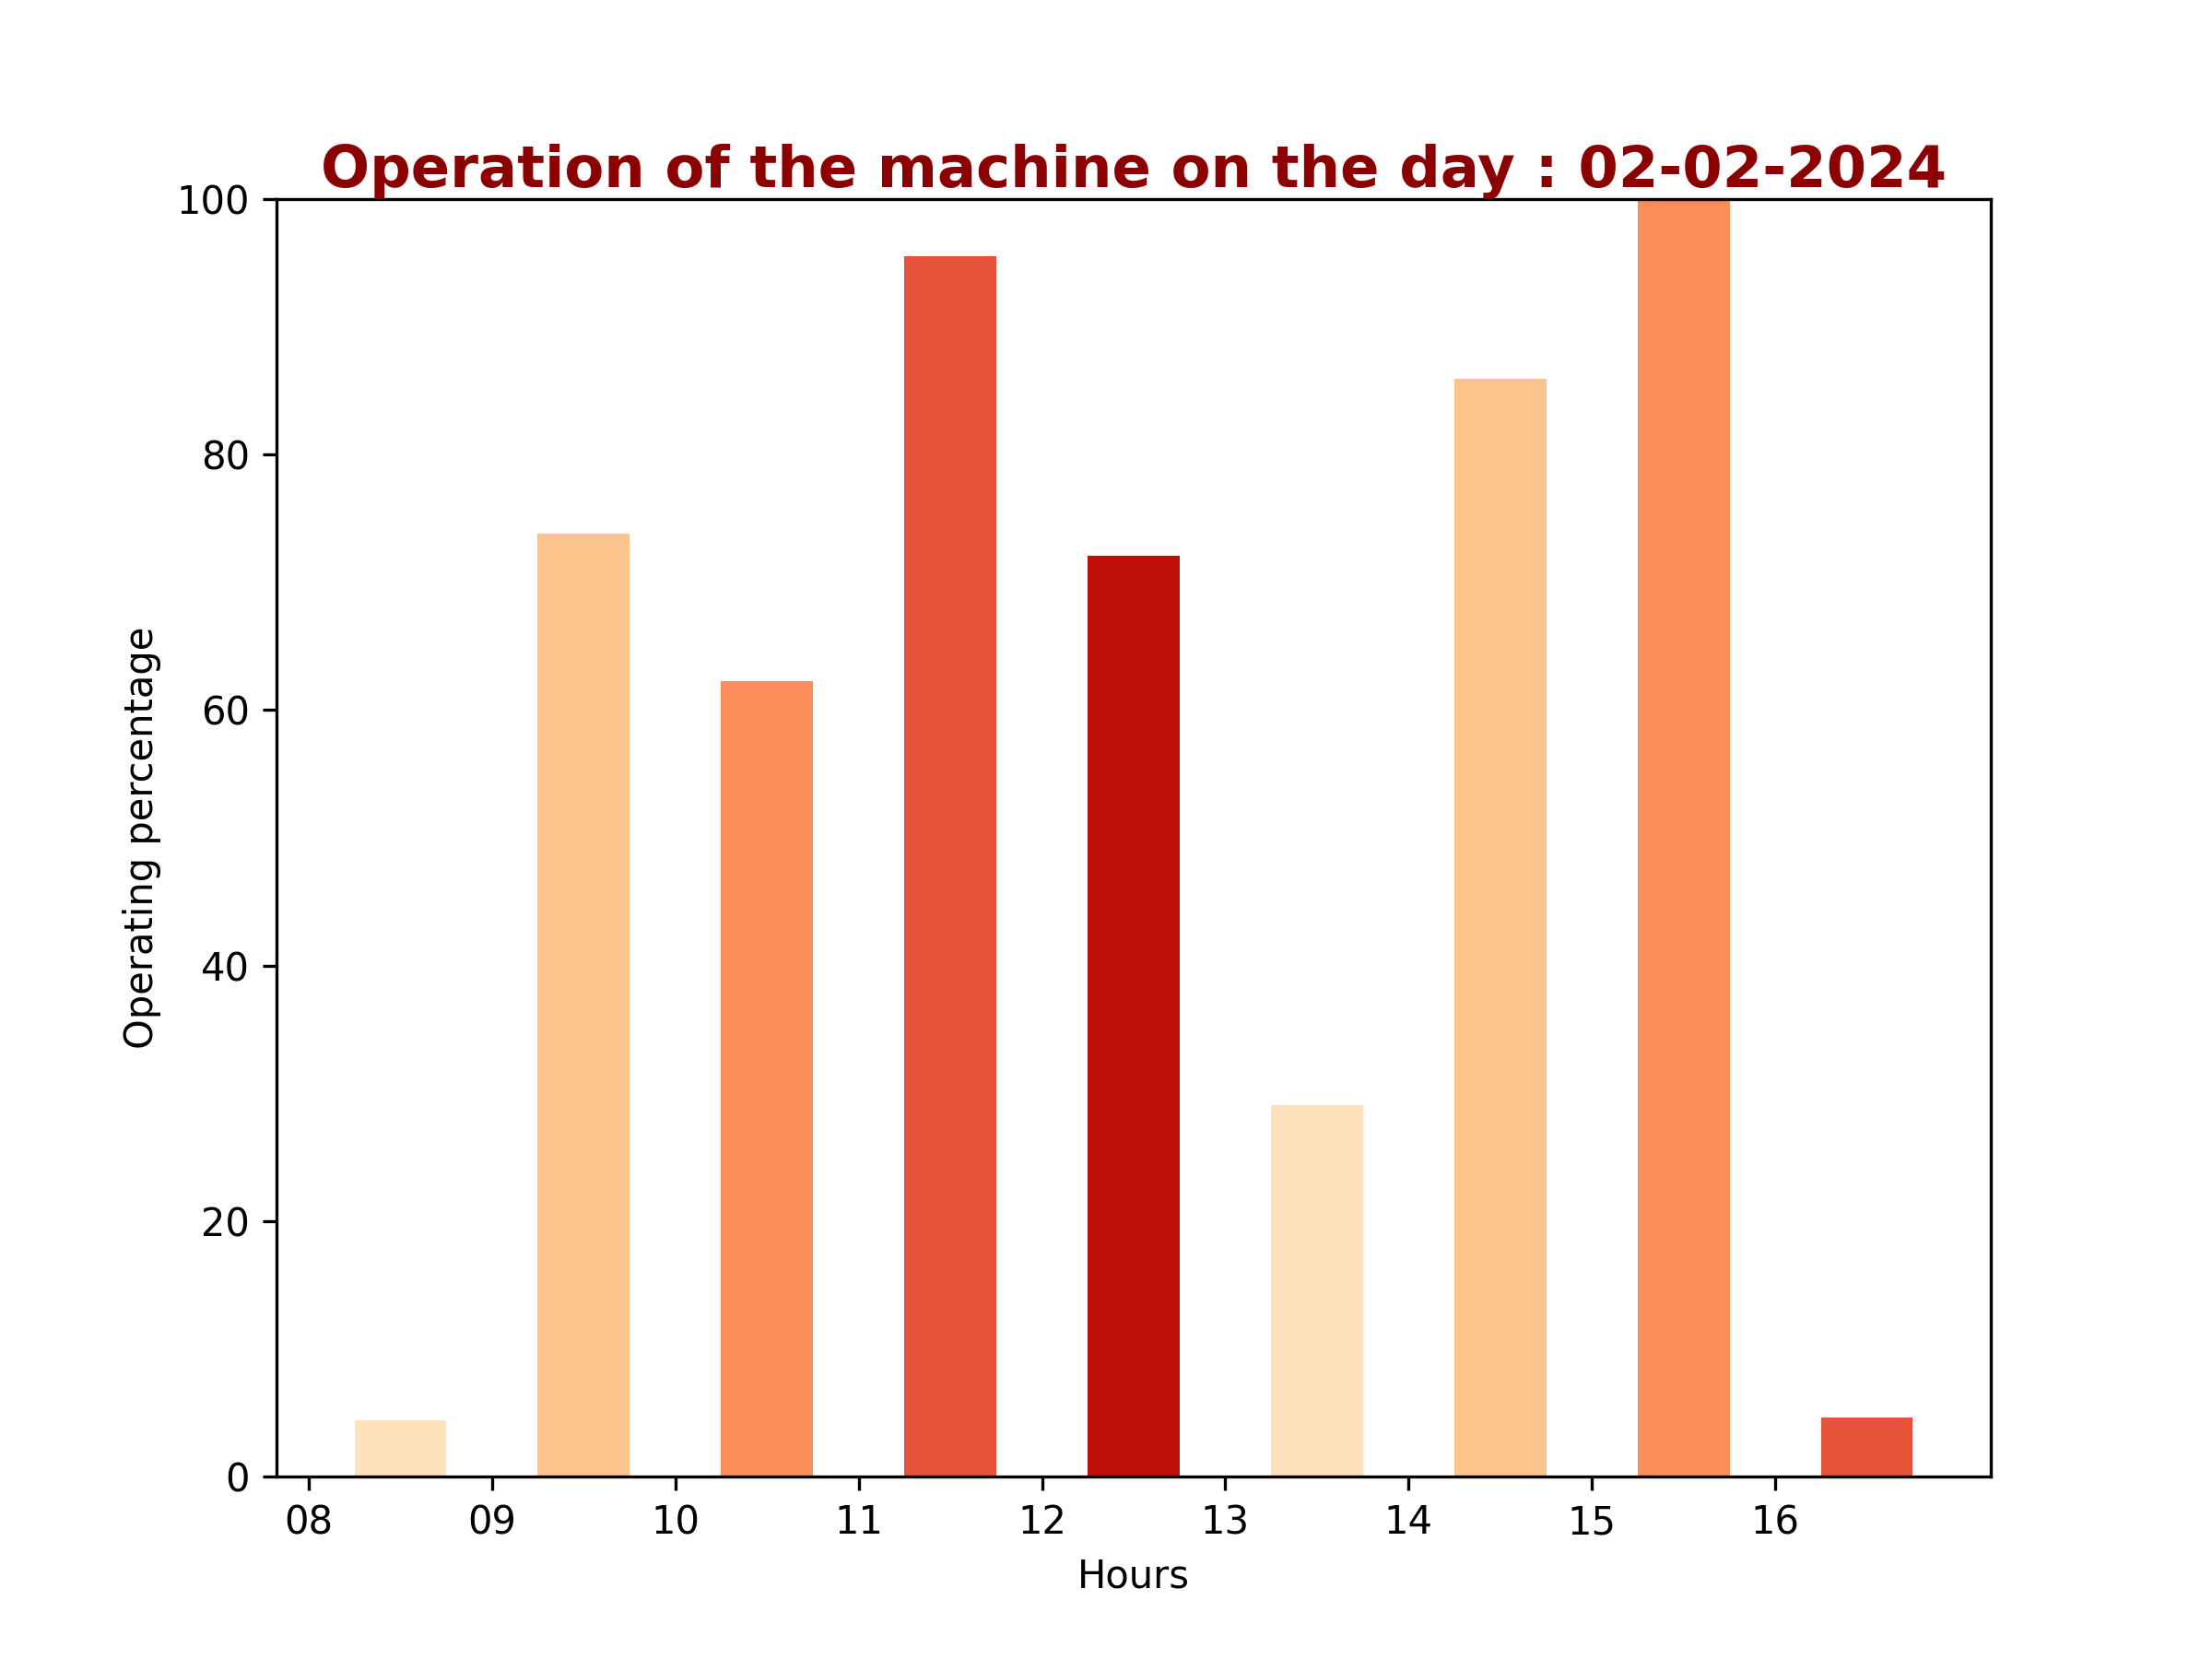 Operation of the machine on the day : 02-02-2024
100
80
60
40
20
0
Operating percentage
08 09 10 11 12 13 14 15 16
Hours